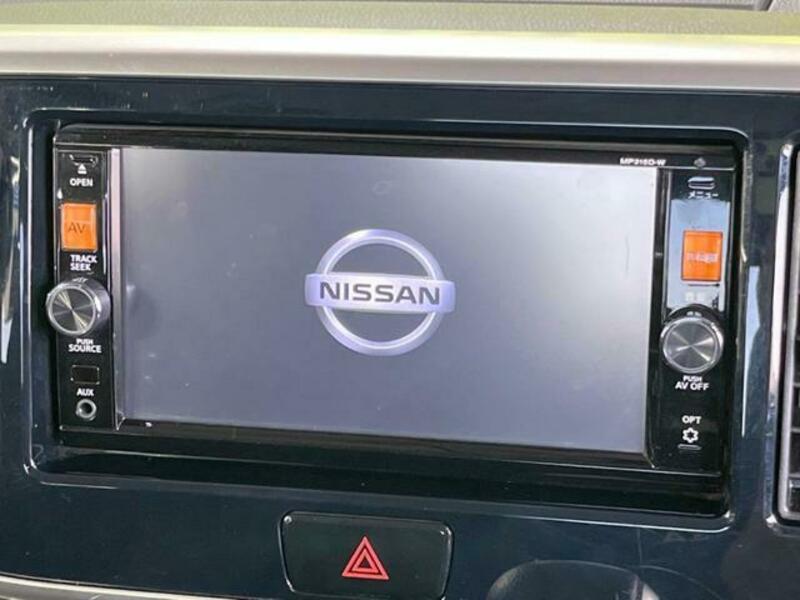 MP315D-W
OPEN
AV
TRACK
SEEK
PUSH
SOURCE
AUX
NISSAN
メニュー
PUSH
AV OFF
OPT